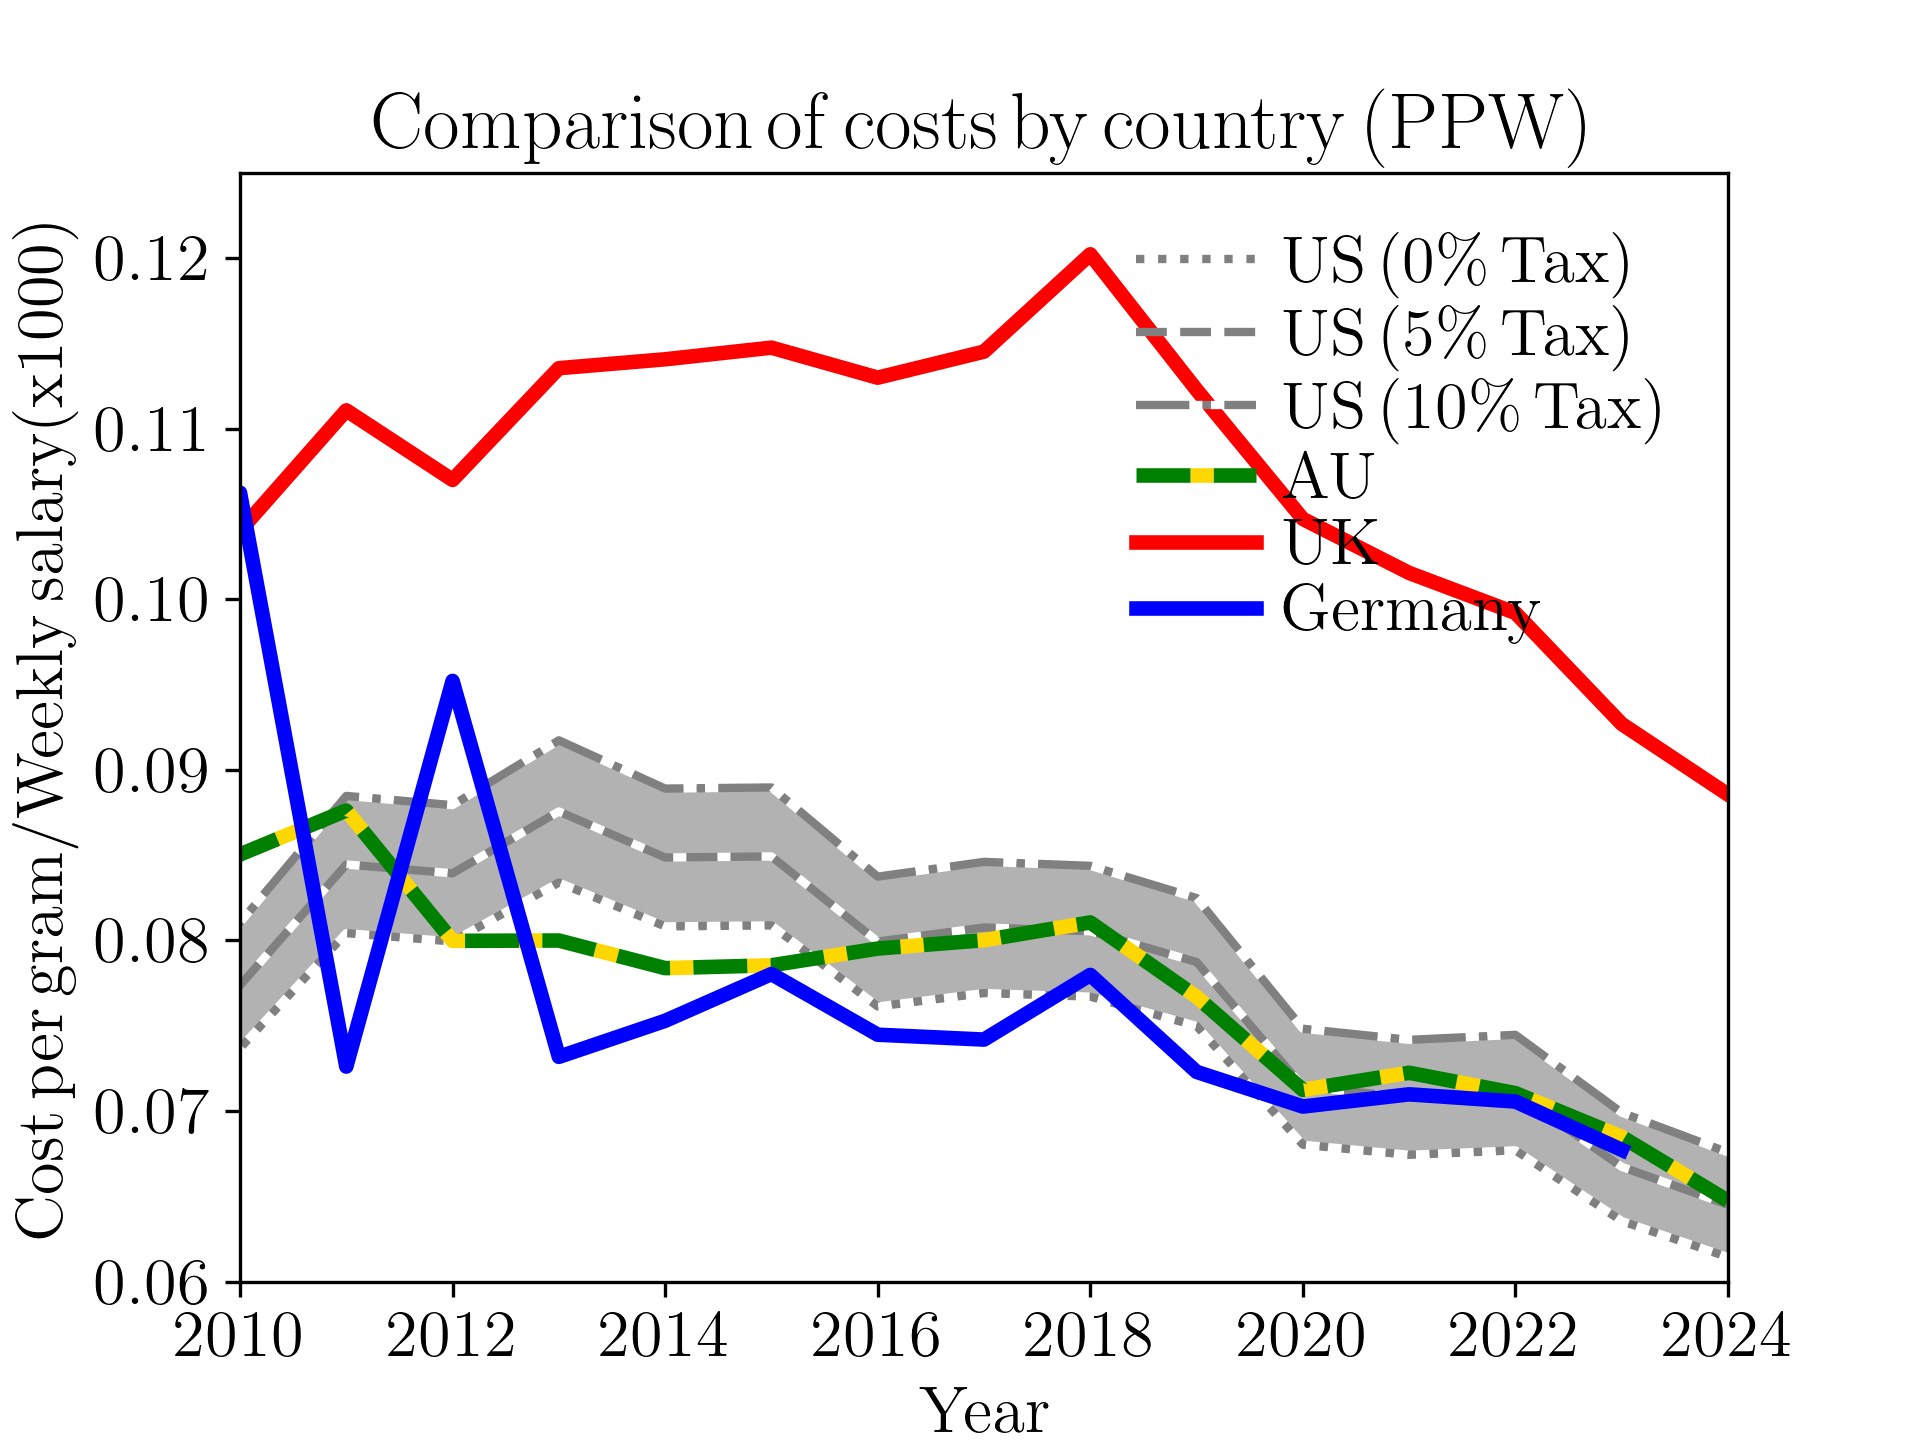 Comparison of costs by country (PPW)
Cost per gram/Weekly salary(x1000)
0.12
0.11
0.10
0.09
0.08
0.07
0.06
US (0% Tax)
US (5% Tax)
US (10% Tax)
AU
UK
Germany
2010 2012 2014 2016 2018 2020 2022 2024
Year